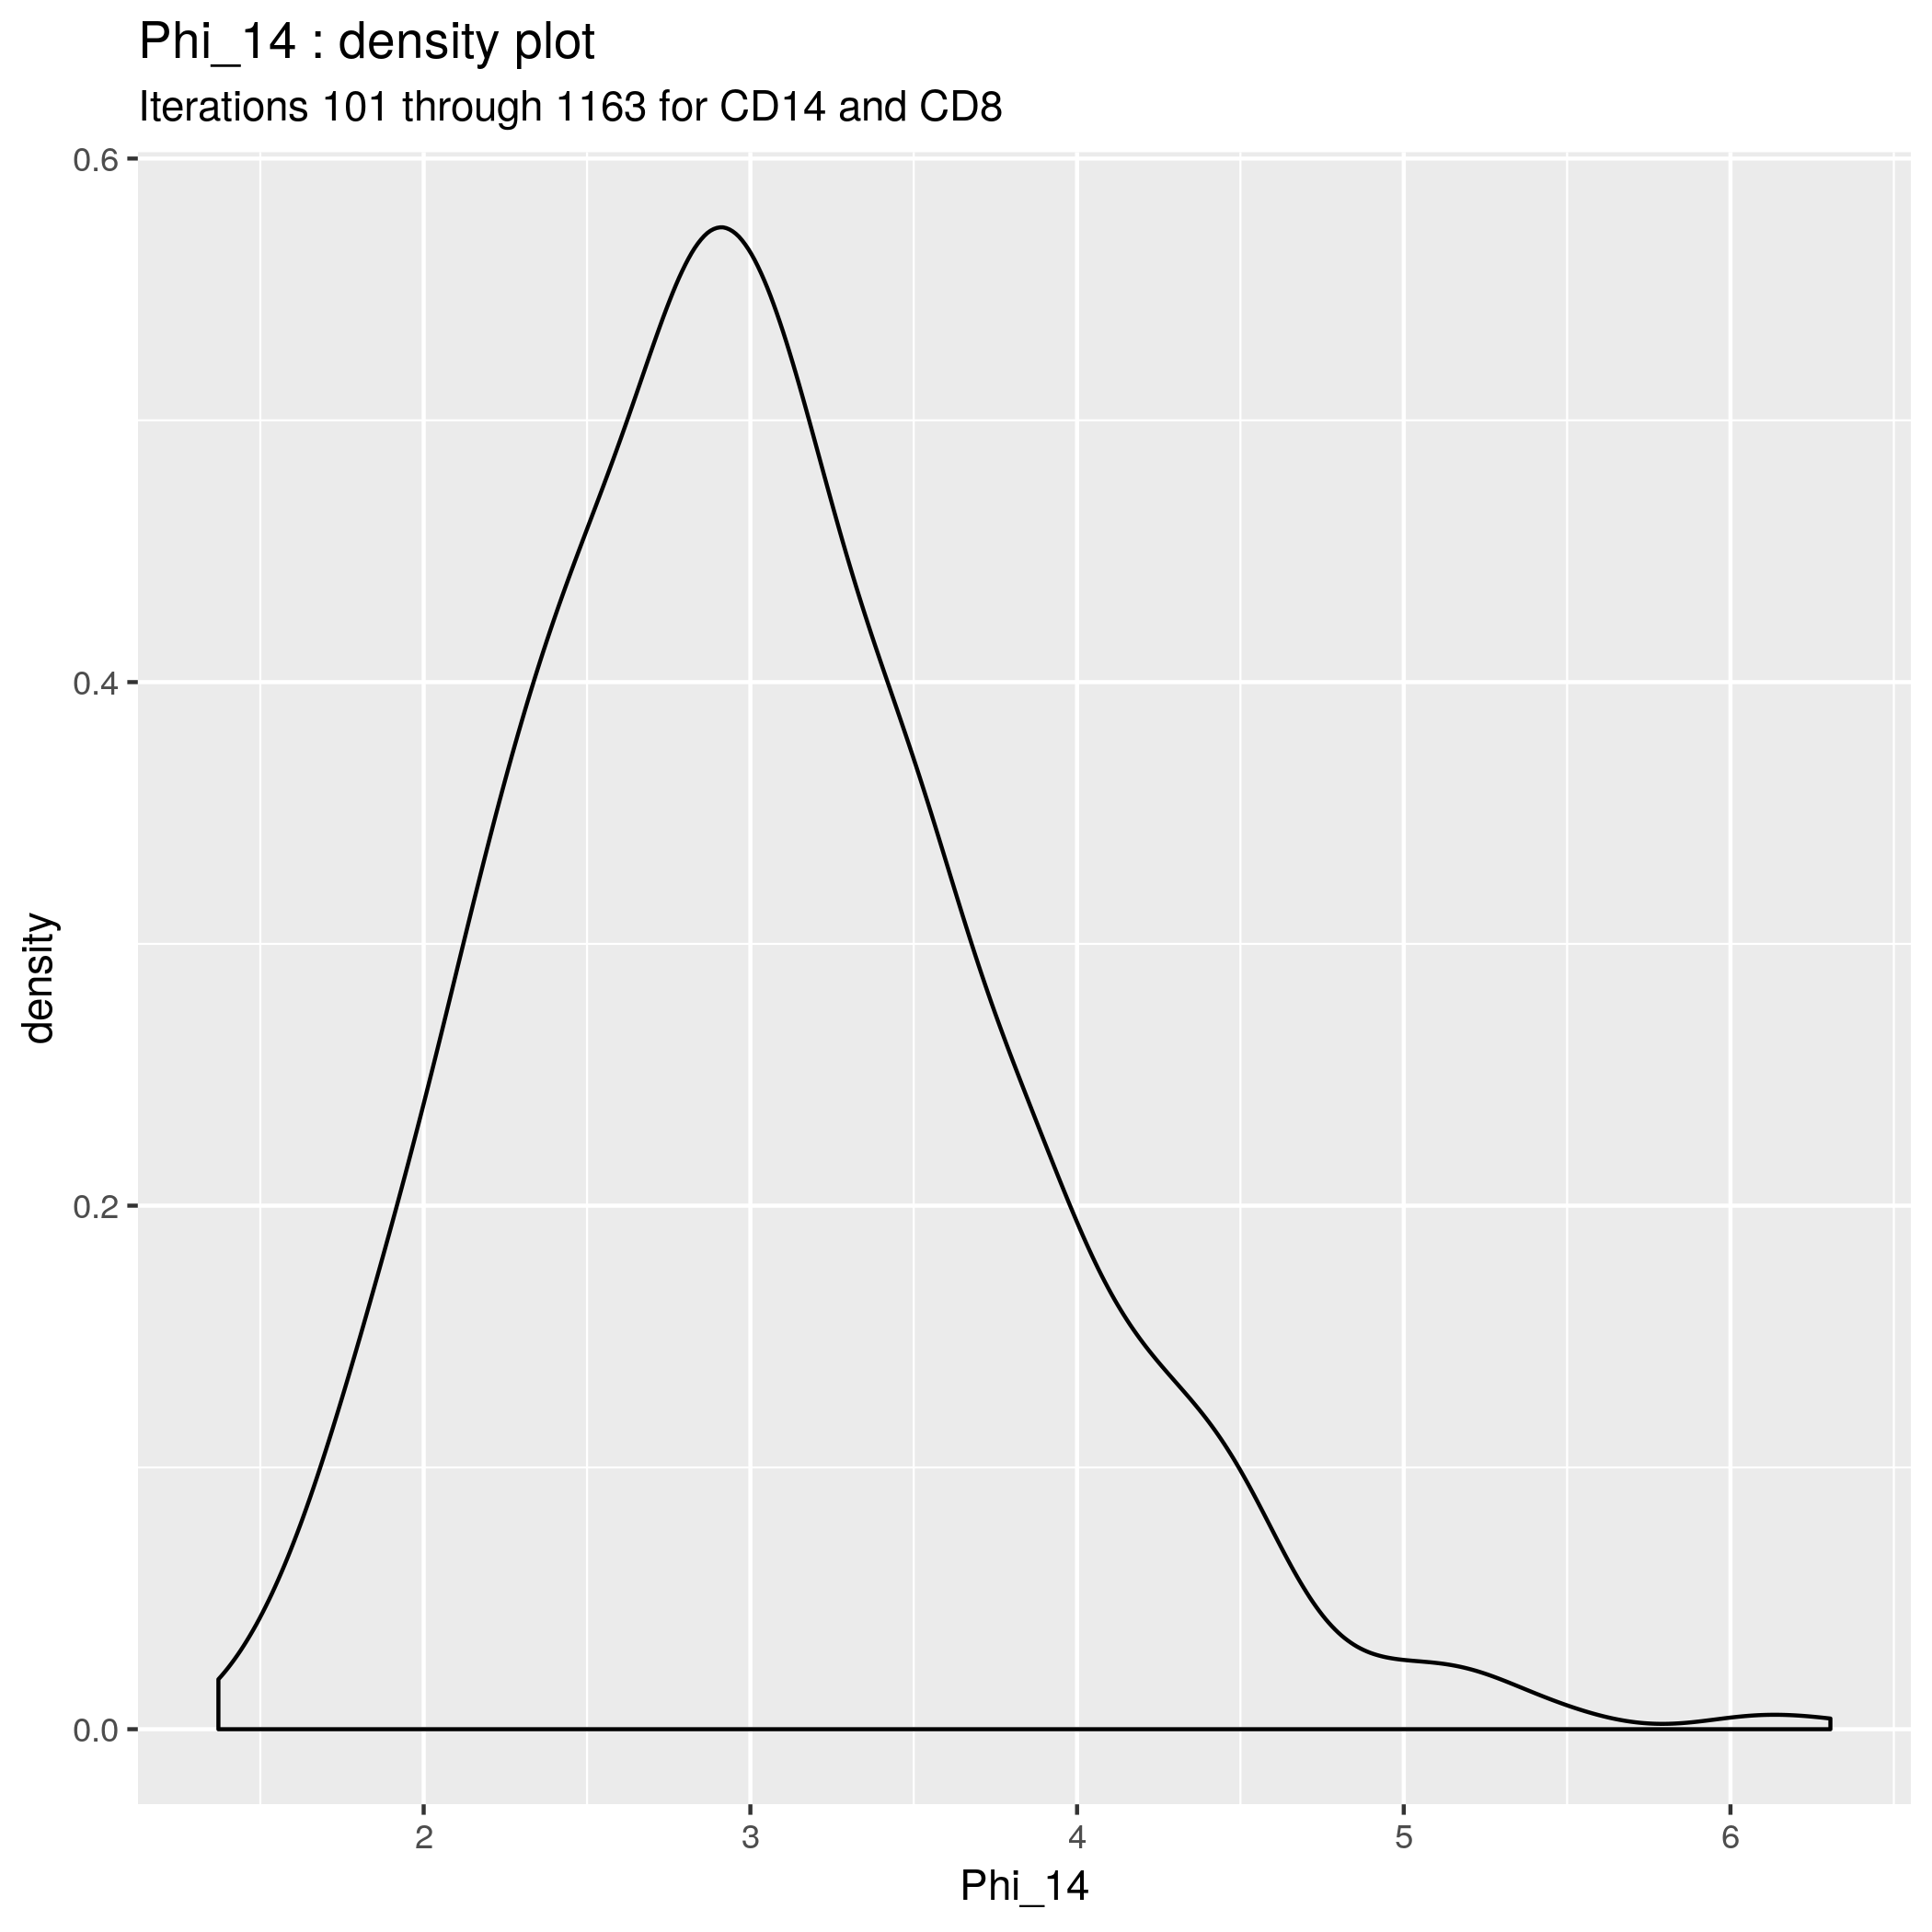 Phi_14 : density plot
Iterations 101 through 1163 for CD14 and CD8
0.6
0.4
0.2
0.0
density
2 3 4 5 6
Phi_14